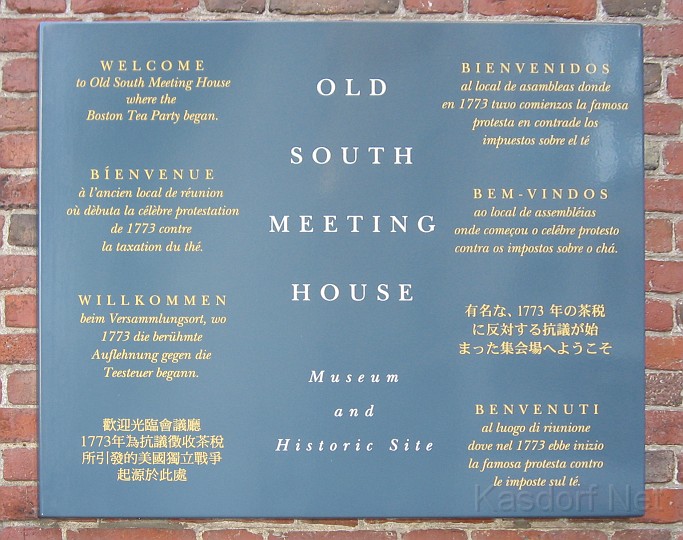 WELCOME
to Old South Meeting House
where the
Boston Tea Party began.
BÍENVENUE
à l'ancien local de réunion
où dèbuta la célèbre protestation
de 1773 contre
la taxation du thé.
WILLKOMMEN
beim Versammlungsort, wo
1773 die berühmte
Auflehnung gegen die
Teesteuer begann.
歡迎光臨會議廳
1773年為抗議徵收茶税
所引發的美國獨立戰爭
起源於此處
OLD
SOUTH
MEETING
HOUSE
Museum
and
Historic Site
BIENVENIDOS
al local de asambleas donde
en 1773 tuvo comienzos la famosa
protesta en contrade los
impuestos sobre el té
BEM-VINDOS
ao local de assembléias
onde começou o celébre protesto
contra os impostos sobre o chá.
有名な、1773 年の茶税
に反対する抗議が始
まった集会場へようこそ
BENVENUTI
al luogo di riunione
dove nel 1773 ebbe inizio
la famosa protesta contro
le imposte sul té.
Kasdorf Net